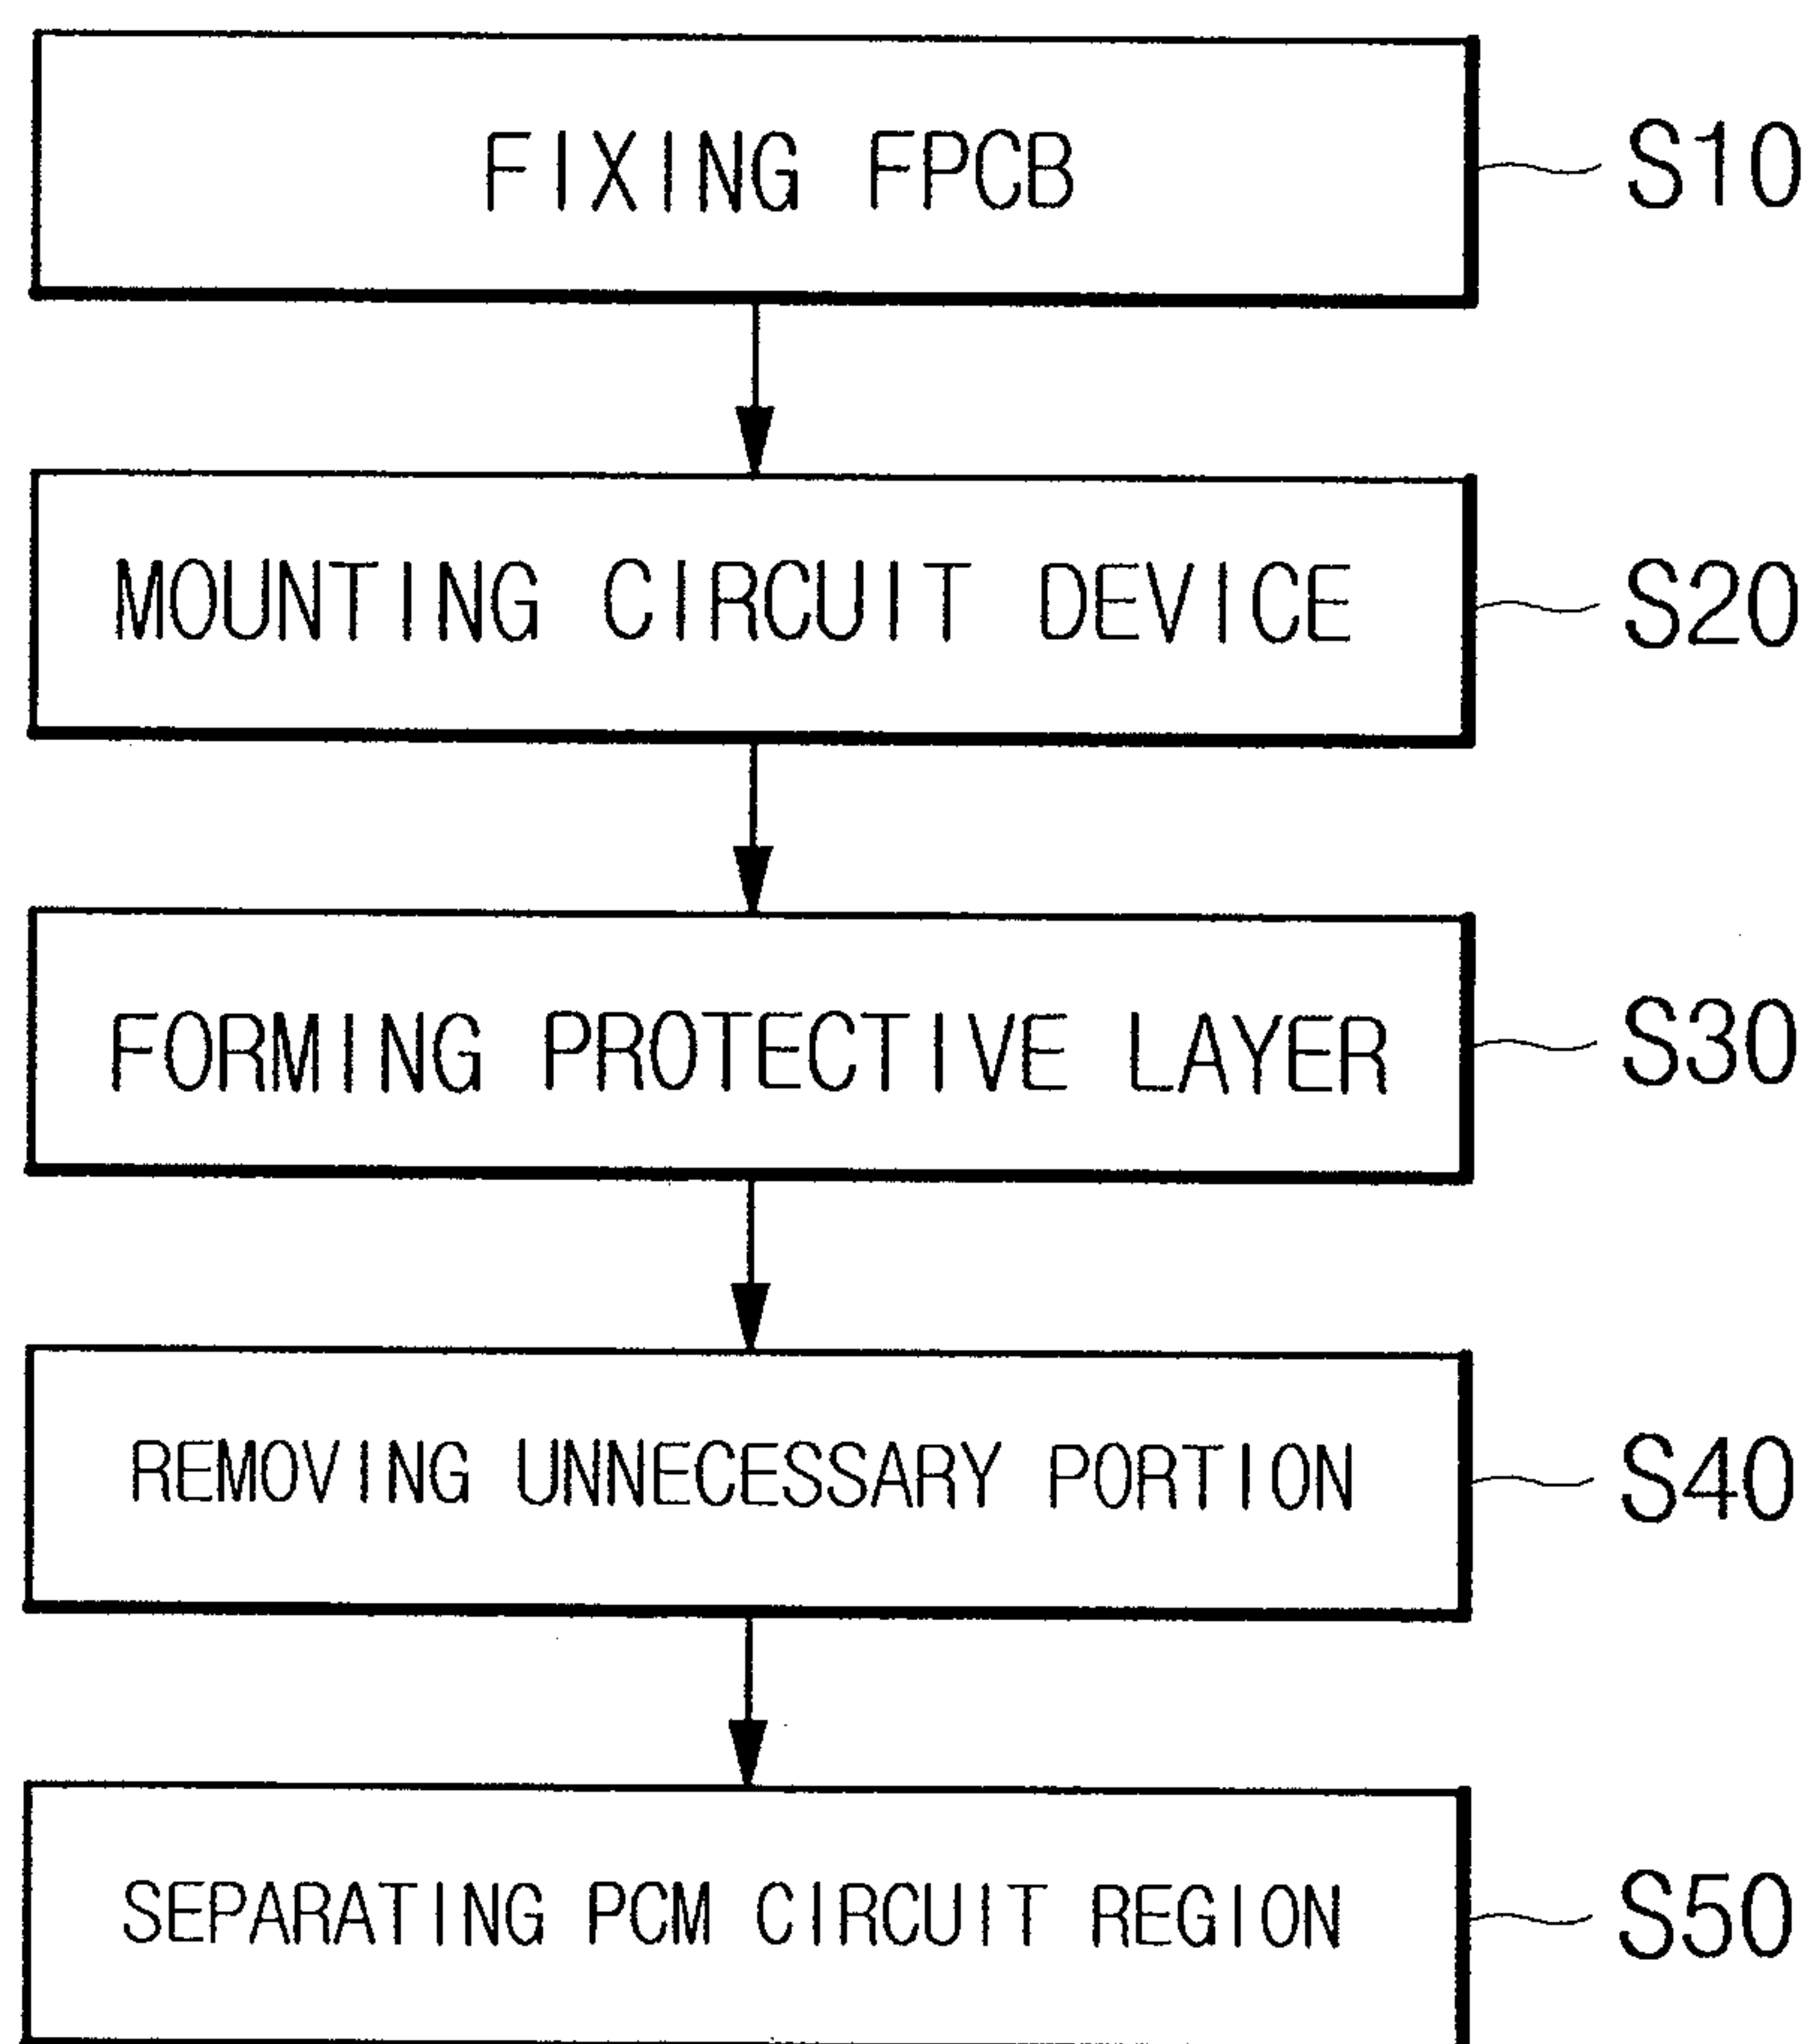 FIXING FPCB S10
MOUNTING CIRCUIT DEVICE S20
FORMING PROTECTIVE LAYER S30
REMOVING UNNECESSARY PORTION S40
SEPARATING PCM CIRCUIT REGION S50